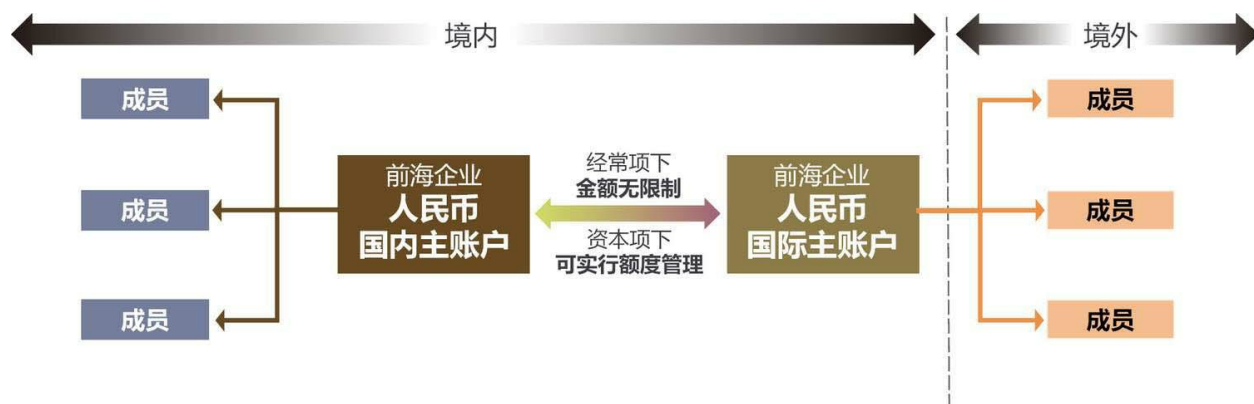 境内
境外
成员
成员
成员
前海企业
人民币
国内主账户
经常项下
金额无限制
资本项下
可实行额度管理
前海企业
人民币
国际主账户
成员
成员
成员